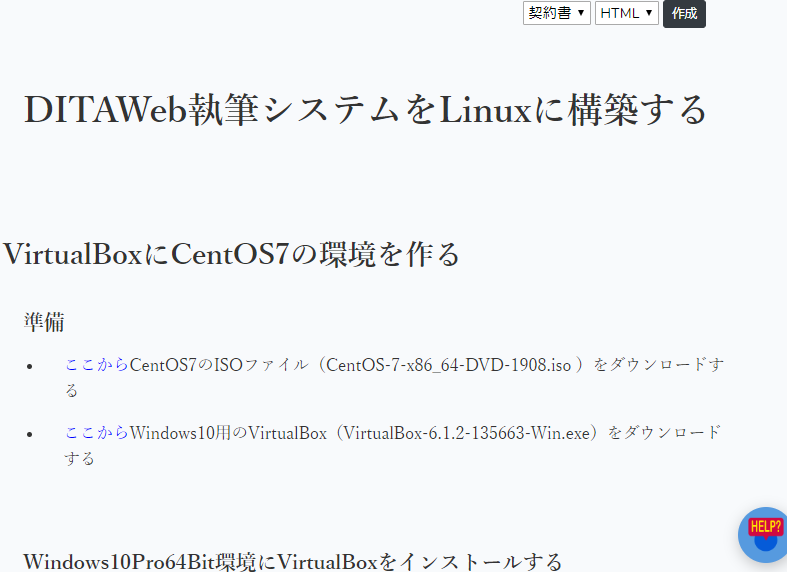 契約書 HTML 作成
DITAWeb執筆システムをLinuxに構築する
VirtualBoxにCentOS7の環境を作る
準備
ここからCentOS7のISOファイル（CentOS-7-x86_64-DVD-1908.iso ）をダウンロードす
る
ここからWindows10用のVirtualBox（VirtualBox-6.1.2-135663-Win.exe）をダウンロード
する
HELP?
Windows10Pro64Bit環境にVirtualBoxをインストールする